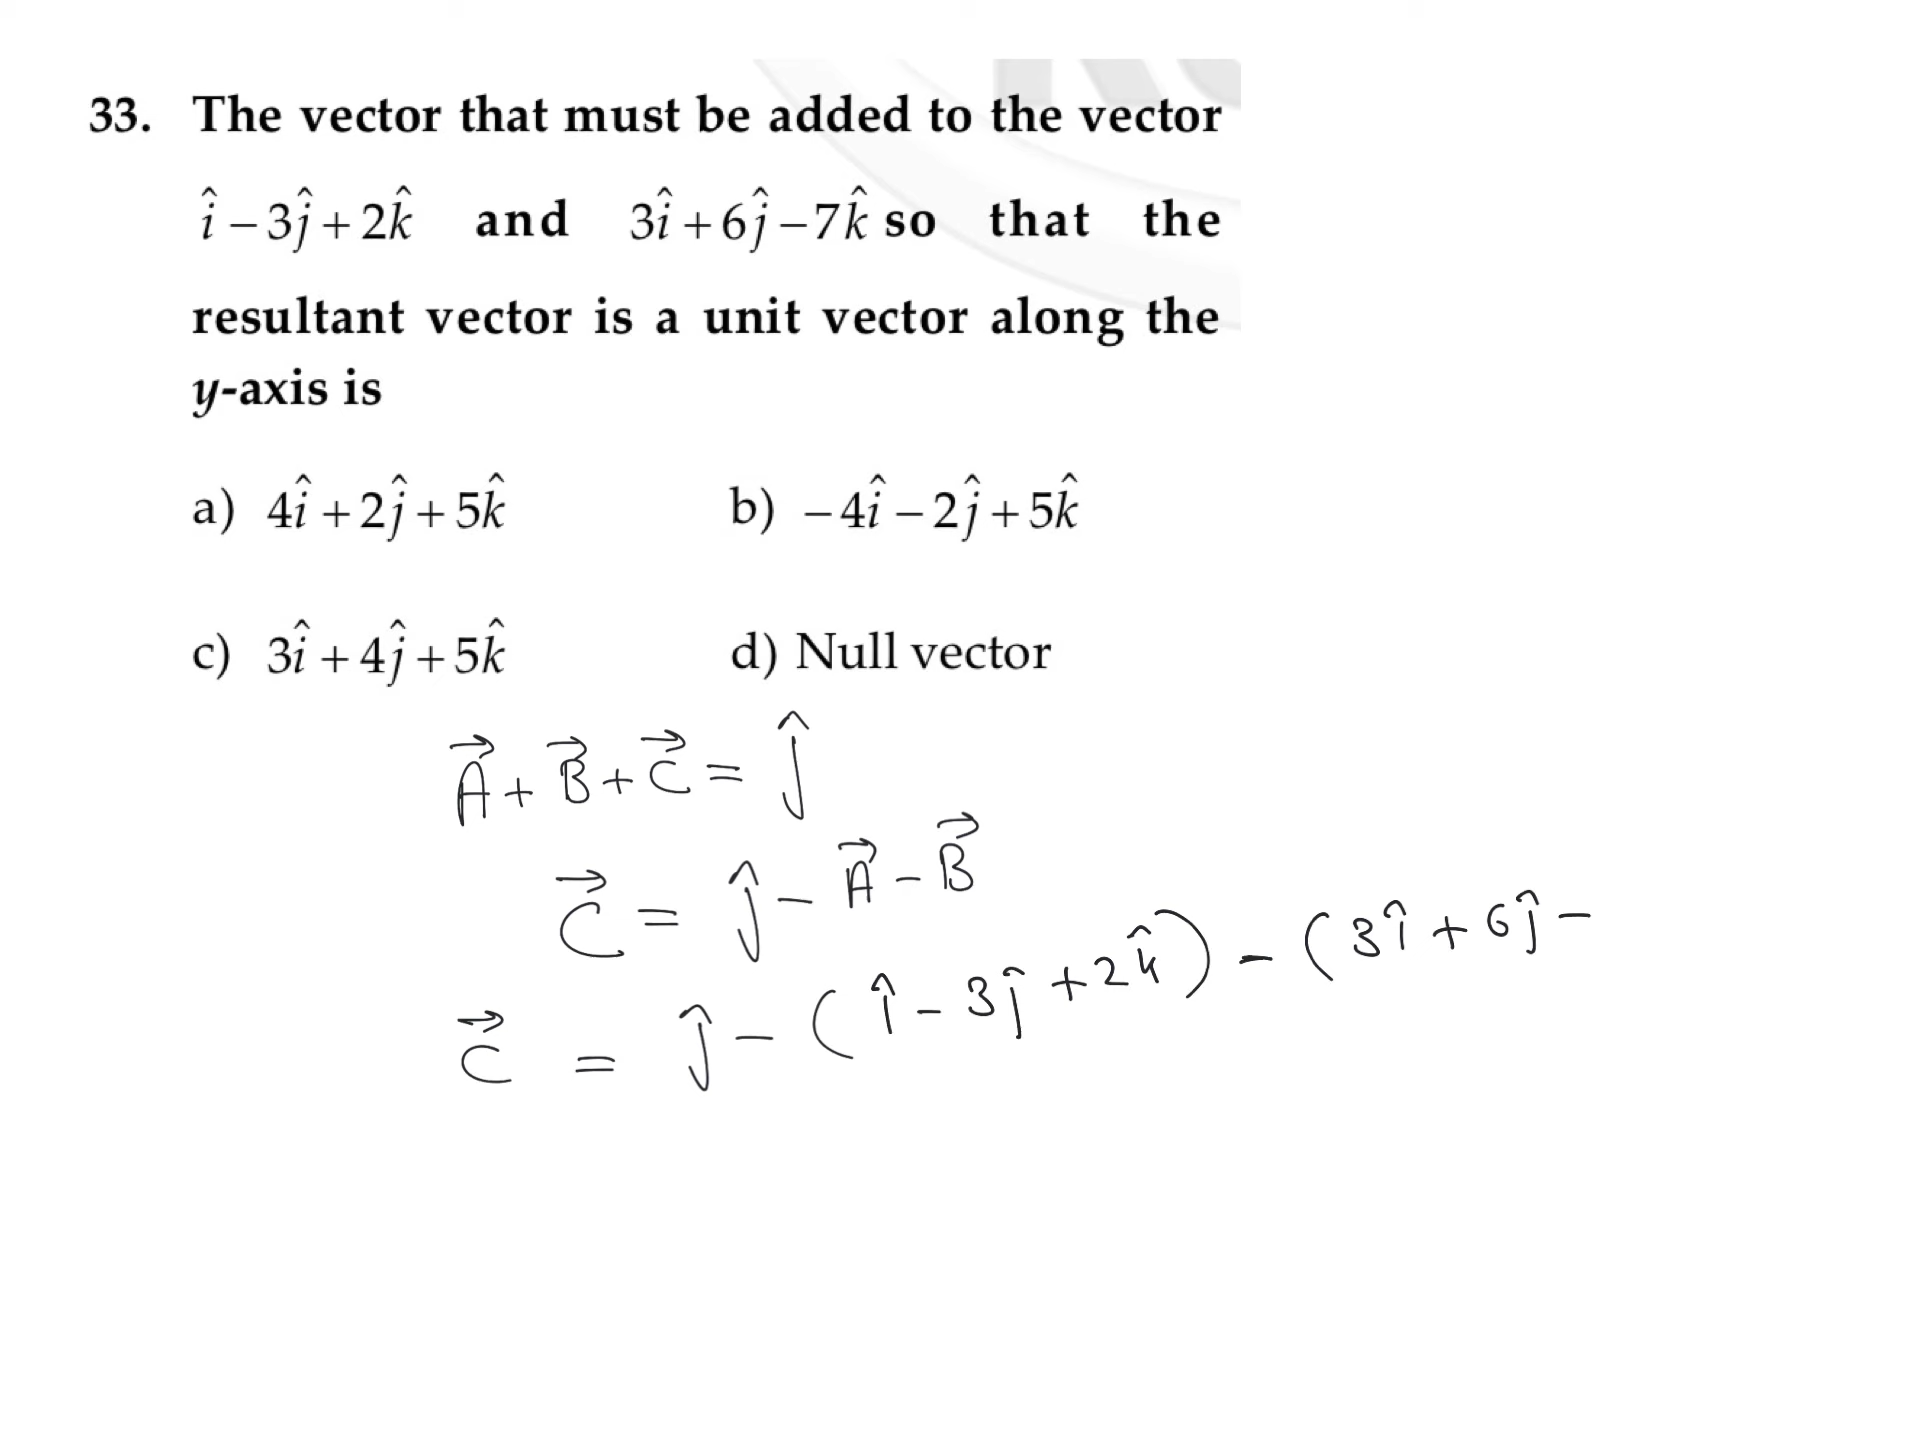 33. The vector that must be added to the vector
î − 3ĵ + 2k̂ and 3î + 6ĵ − 7k̂ so that the
resultant vector is a unit vector along the
y-axis is
a) 4î + 2ĵ + 5k̂ b) − 4î − 2ĵ + 5k̂
c) 3î + 4ĵ + 5k̂ d) Null vector
A⃗ + B⃗ + C⃗ = ĵ
C⃗ = ĵ − A⃗ − B⃗
C⃗ = ĵ − ( î − 3ĵ + 2k̂ ) − ( 3î + 6ĵ −